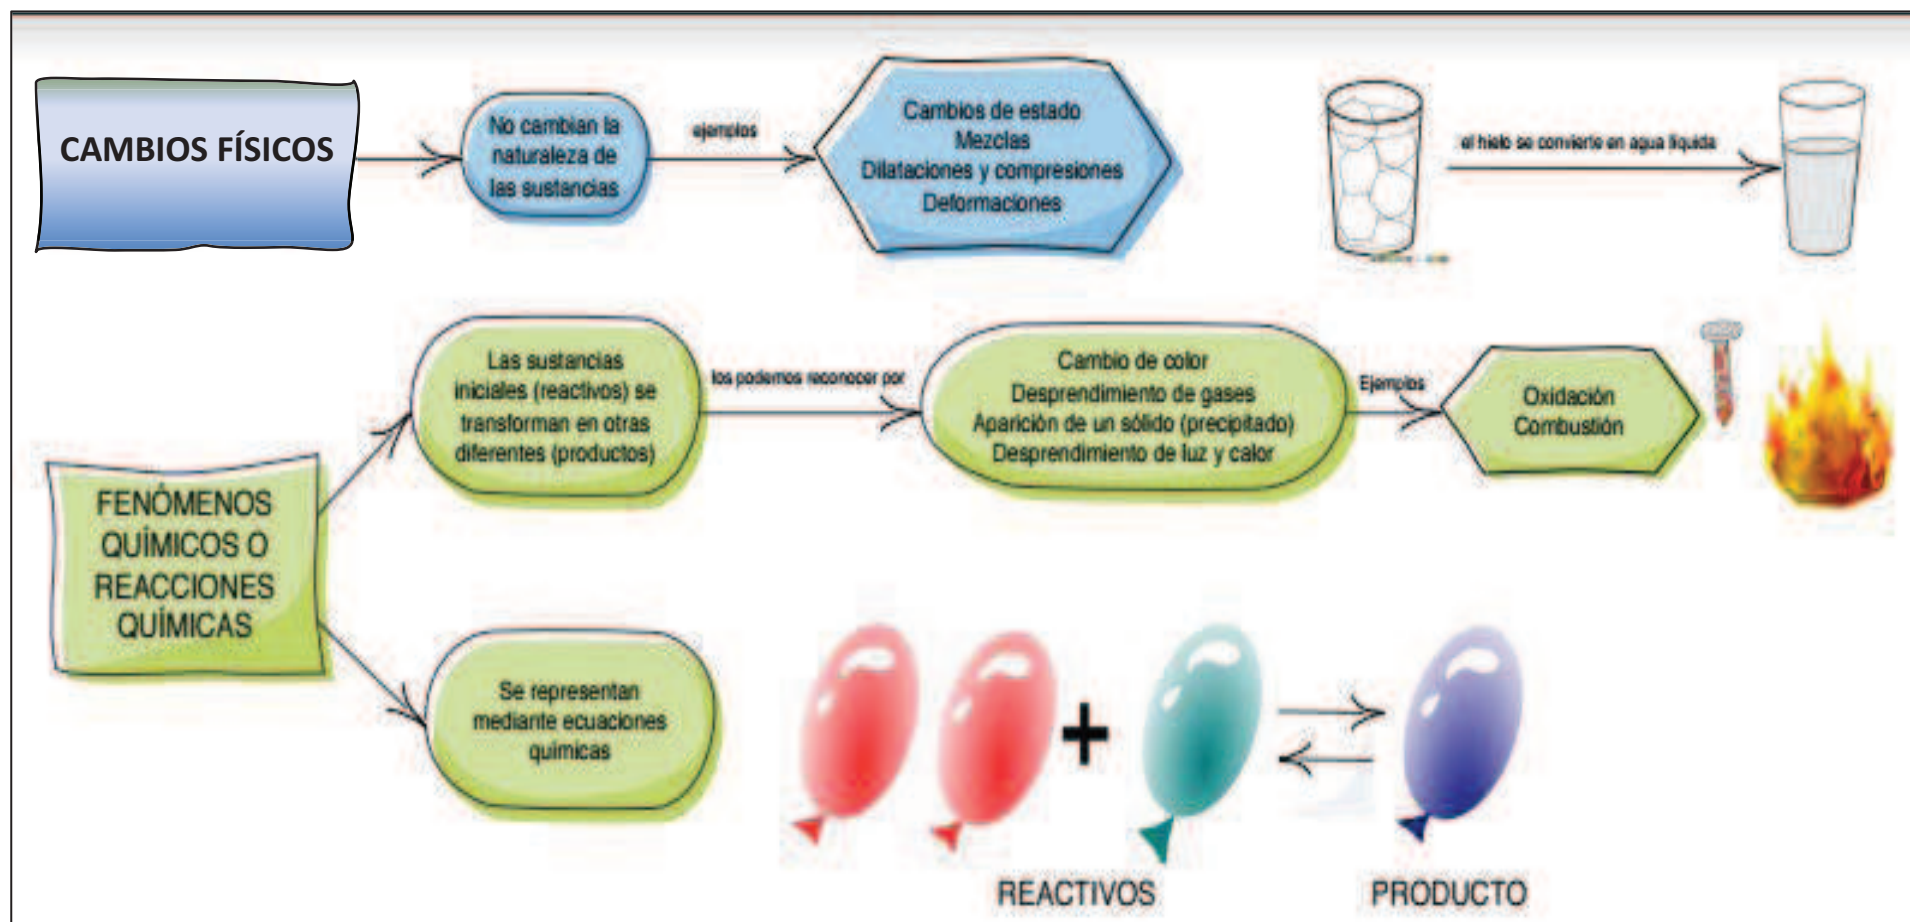 CAMBIOS FÍSICOS
No cambian la
naturaleza de
las sustancias
ejemplos
Cambios de estado
Mezclas
Dilataciones y compresiones
Deformaciones
el hielo se convierte en agua líquida
FENÓMENOS
QUÍMICOS O
REACCIONES
QUÍMICAS
Las sustancias
iniciales (reactivos) se
transforman en otras
diferentes (productos)
los podemos reconocer por
Cambio de color
Desprendimiento de gases
Aparición de un sólido (precipitado)
Desprendimiento de luz y calor
Ejemplos
Oxidación
Combustión
Se representan
mediante ecuaciones
químicas
+
REACTIVOS
PRODUCTO